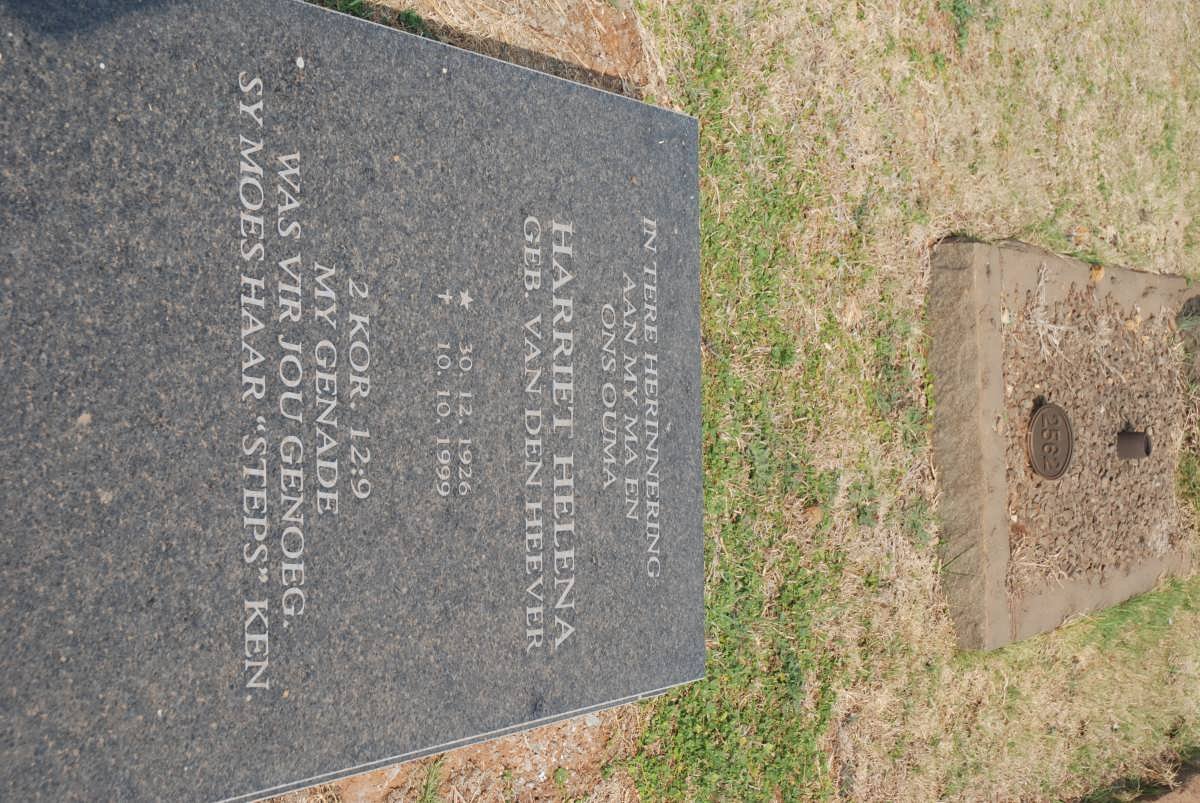 IN TERE HERINNERING
AAN MY MA EN
ONS OUMA
HARRIET HELENA
GEB. VAN DEN HEEVER
★ 30. 12. 1926
✝ 10. 10. 1999
2 KOR. 12:9
MY GENADE
WAS VIR JOU GENOEG.
SY MOES HAAR "STEPS" KEN.
2562